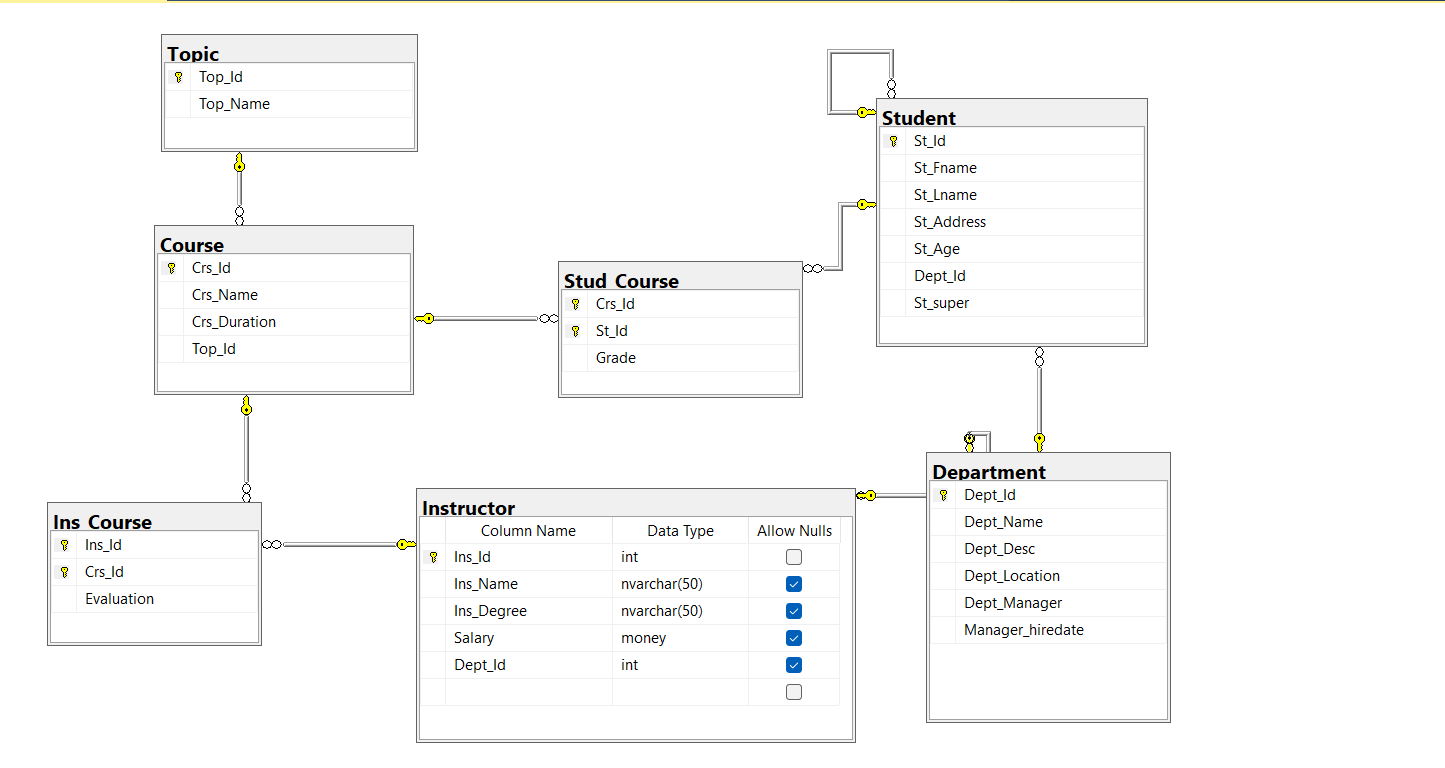 Topic
Top_Id
Top_Name
Student
St_Id
St_Fname
St_Lname
St_Address
St_Age
Dept_Id
St_super
Course
Crs_Id
Crs_Name
Crs_Duration
Top_Id
Stud_Course
Crs_Id
St_Id
Grade
Department
Dept_Id
Dept_Name
Dept_Desc
Dept_Location
Dept_Manager
Manager_hiredate
Ins_Course
Ins_Id
Crs_Id
Evaluation
Instructor
Column Name Data Type Allow Nulls
Ins_Id int
Ins_Name nvarchar(50)
Ins_Degree nvarchar(50)
Salary money
Dept_Id int